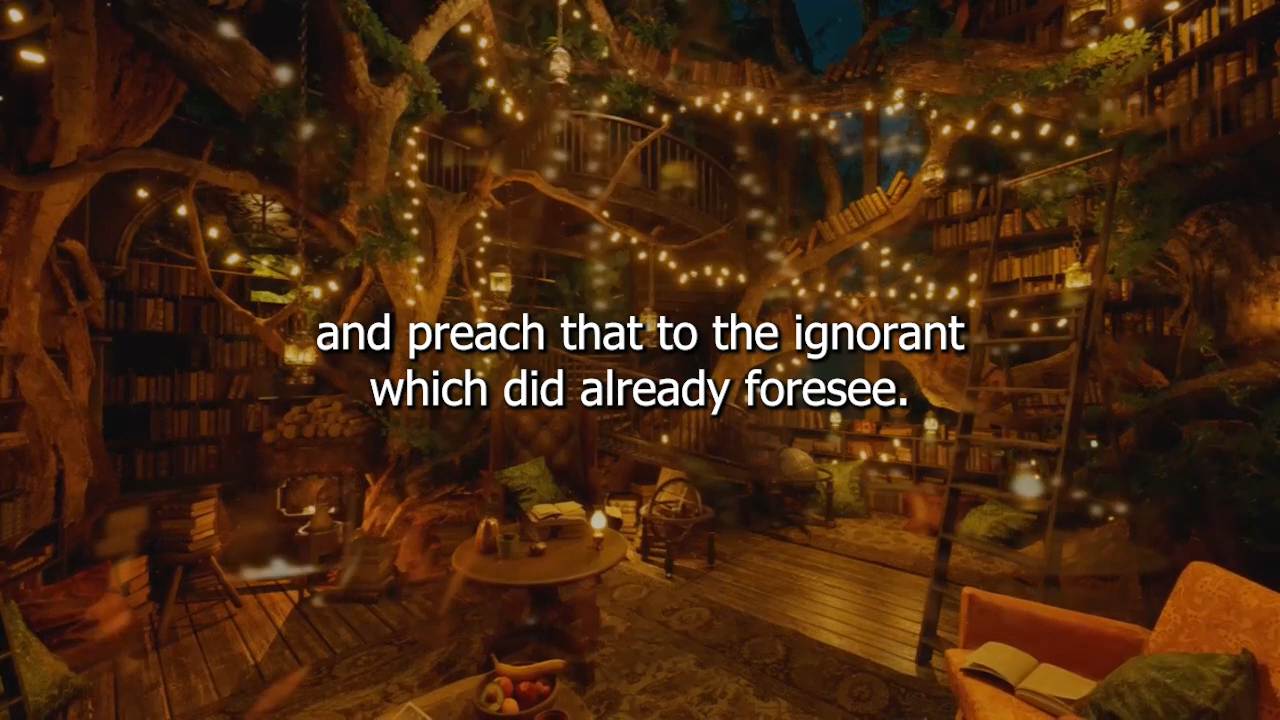 and preach that to the ignorant
which did already foresee.